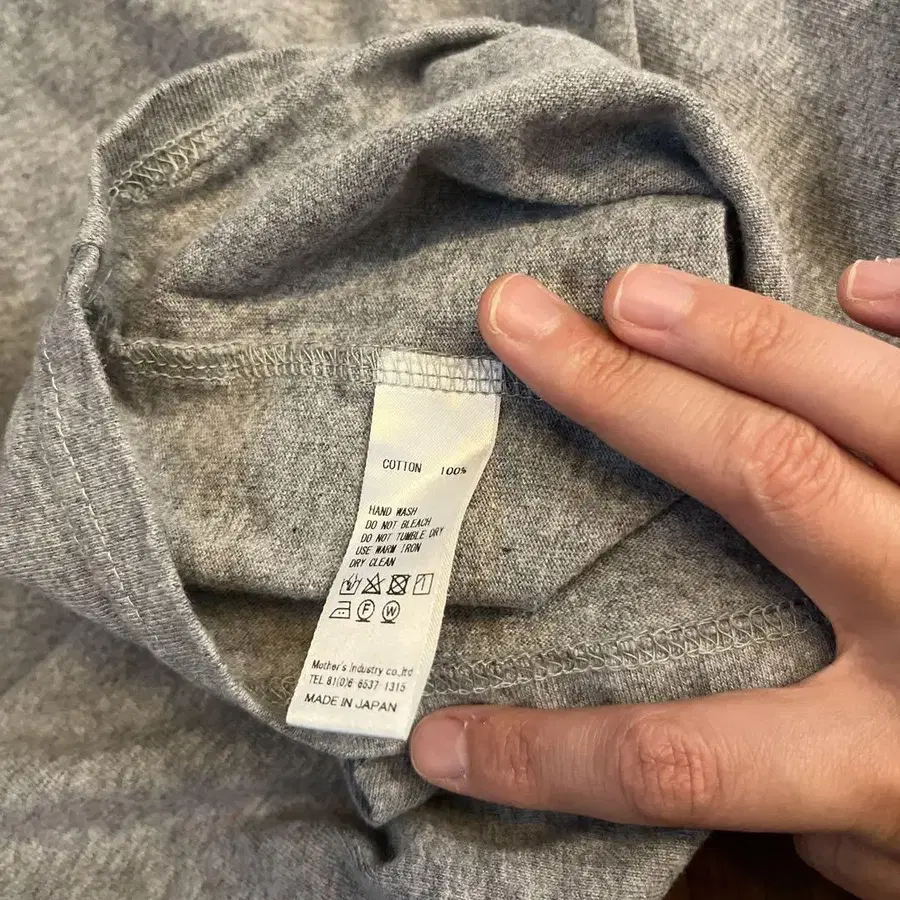 COTTON 100%
HAND WASH
DO NOT BLEACH
DO NOT TUMBLE DRY
USE WARM IRON
DRY CLEAN
F W
Mother's Industry co.,ltd
TEL 81(0)6-6537-1315
MADE IN JAPAN